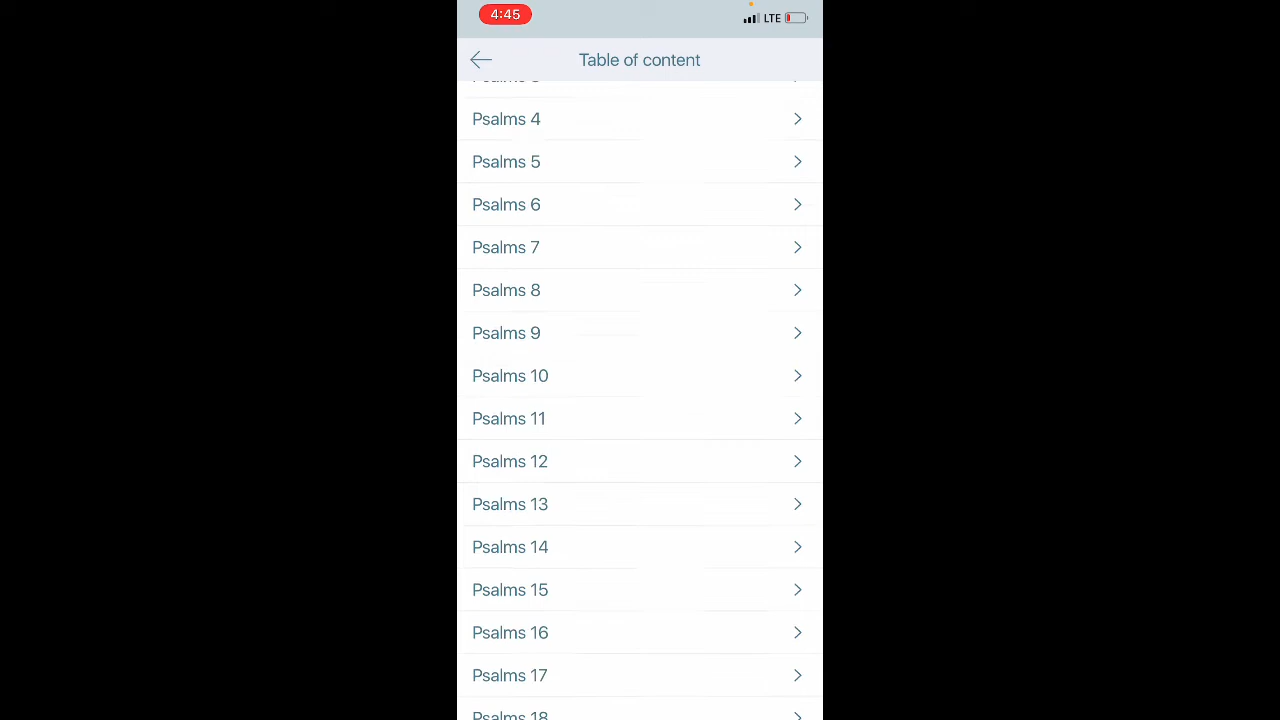 4:45
LTE
Table of content
Psalms 4
Psalms 5
Psalms 6
Psalms 7
Psalms 8
Psalms 9
Psalms 10
Psalms 11
Psalms 12
Psalms 13
Psalms 14
Psalms 15
Psalms 16
Psalms 17
Psalms 18